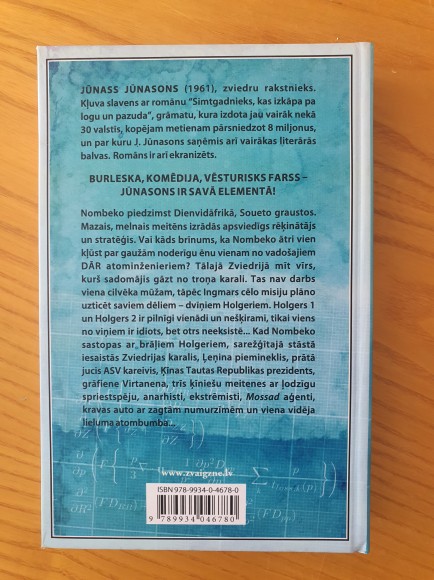 JŪNASS JŪNASONS (1961), zviedru rakstnieks.
Kļuva slavens ar romānu "Simtgadnieks, kas izkāpa pa
logu un pazuda", grāmatu, kura izdota jau vairāk nekā
30 valstīs, kopējam metienam pārsniedzot 8 miljonus,
un par kuru J. Jūnasons saņēmis arī vairākas literārās
balvas. Romāns ir arī ekranizēts.
BURLESKA, KOMĒDIJA, VĒSTURISKS FARSS –
JŪNASONS IR SAVĀ ELEMENTĀ!
Nombeko piedzimst Dienvidāfrikā, Soueto graustos.
Mazais, melnais meitēns izrādās apsviedīgs rēķinātājs
un stratēģis. Vai kāds brīnums, ka Nombeko ātri vien
kļūst par gaužām noderīgu ēnu vienam no vadošajiem
DĀR atominženieriem? Tālajā Zviedrijā mīt vīrs,
kurš sadomājis gāzt no troņa karali. Tas nav darbs
viena cilvēka mūžam, tāpēc Ingmars cēlo misiju plāno
uzticēt saviem dēliem – dvīņiem Holgeriem. Holgers 1
un Holgers 2 ir pilnīgi vienādi un nešķirami, tikai viens
no viņiem ir idiots, bet otrs neeksistē... Kad Nombeko
sastopas ar brāļiem Holgeriem, sarežģītajā stāstā
iesaistās Zviedrijas karalis, Ļeņina piemineklis, prātā
jucis ASV kareivis, Ķīnas Tautas Republikas prezidents,
grāfiene Virtanena, trīs ķīniešu meitenes ar ļodzīgu
spriestspēju, anarhisti, ekstrēmisti, Mossad aģenti,
kravas auto ar zagtām numurzīmēm un viena vidēja
lieluma atombumba...
www.zvaigzne.lv
ISBN 978-9934-0-4678-0
9 789934 046780